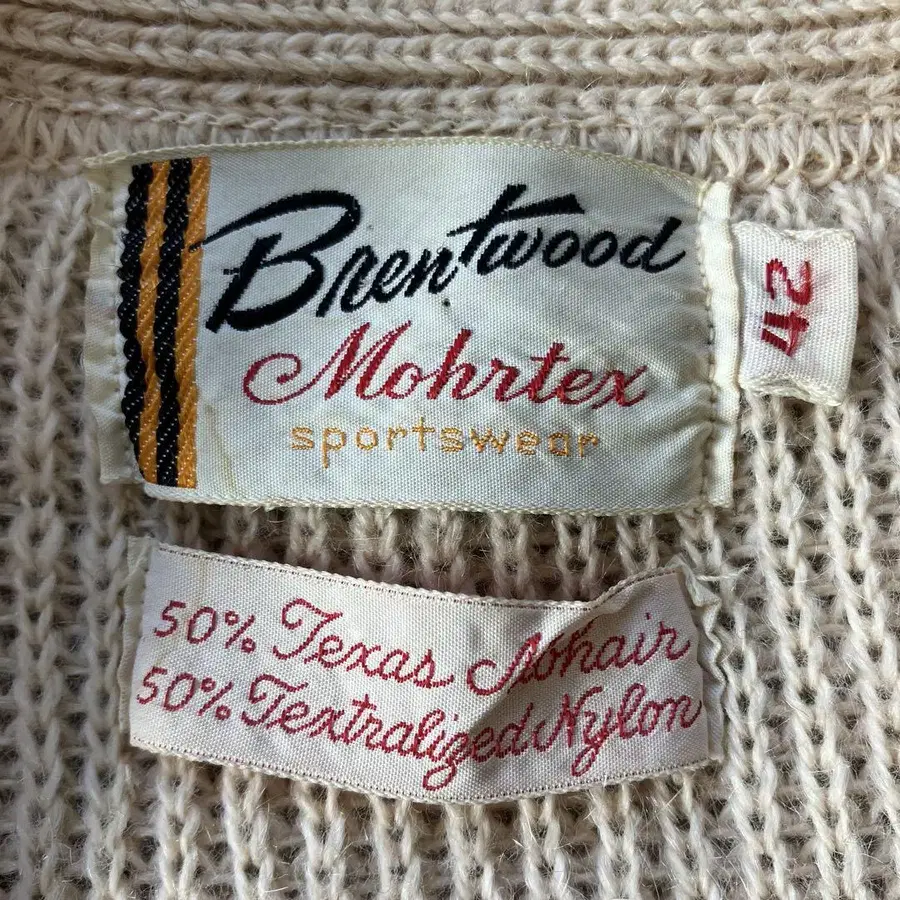 Brentwood
Mohrtex
sportswear
42
50% Texas Mohair
50% Textralized Nylon